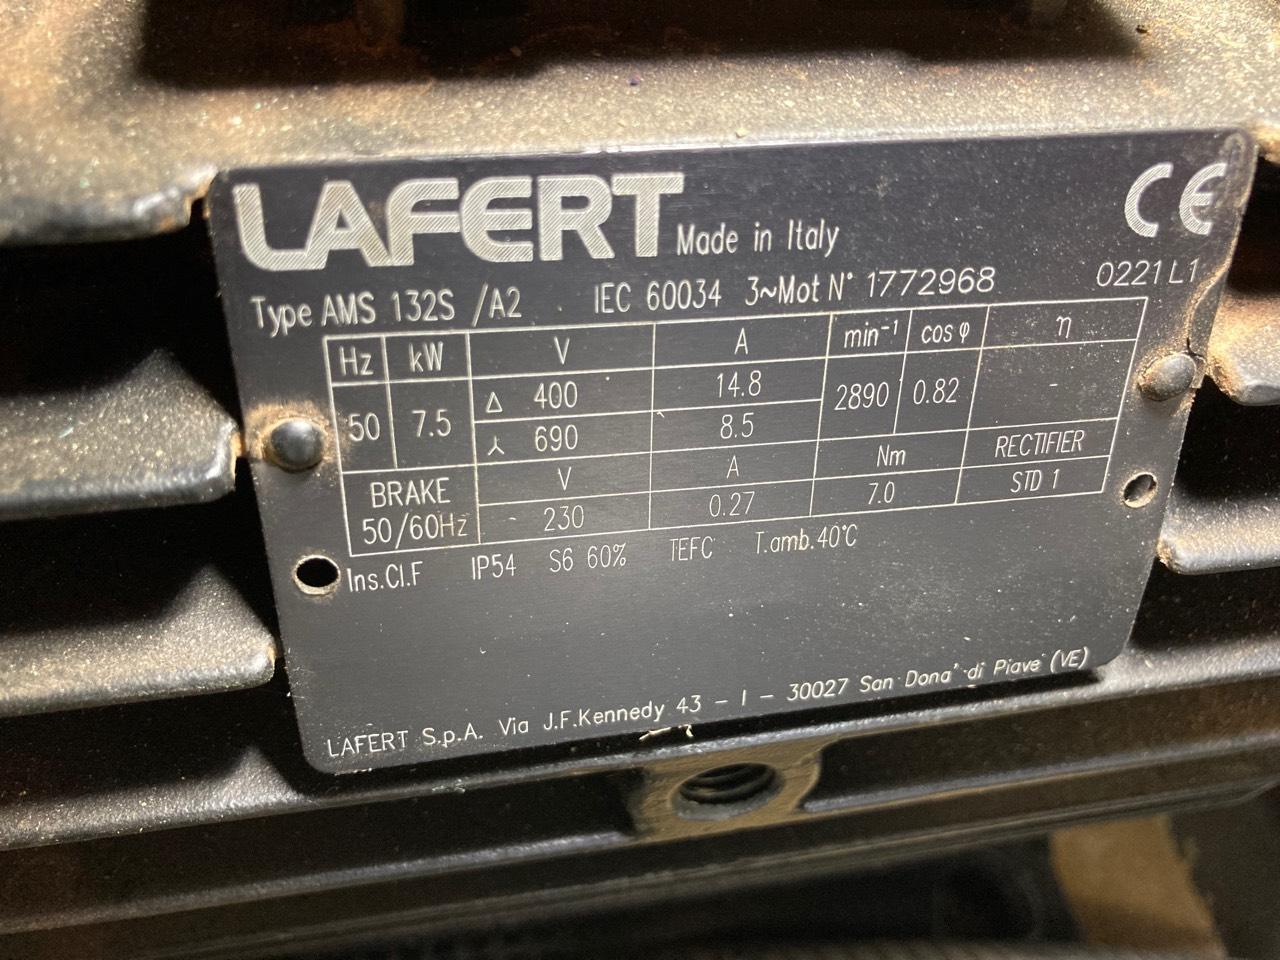 LAFERT Made in Italy CE
Type AMS 132S /A2 IEC 60034 3~Mot N° 1772968 0221L1
Hz kW V A min⁻¹ cos φ η
50 7.5 Δ 400 14.8 2890 0.82 -
⅄ 690 8.5
BRAKE 50/60Hz V A Nm RECTIFIER
230 0.27 7.0 STD 1
Ins.Cl.F IP54 S6 60% TEFC T.amb.40°C
LAFERT S.p.A. Via J.F.Kennedy 43 - I - 30027 San Dona' di Piave (VE)